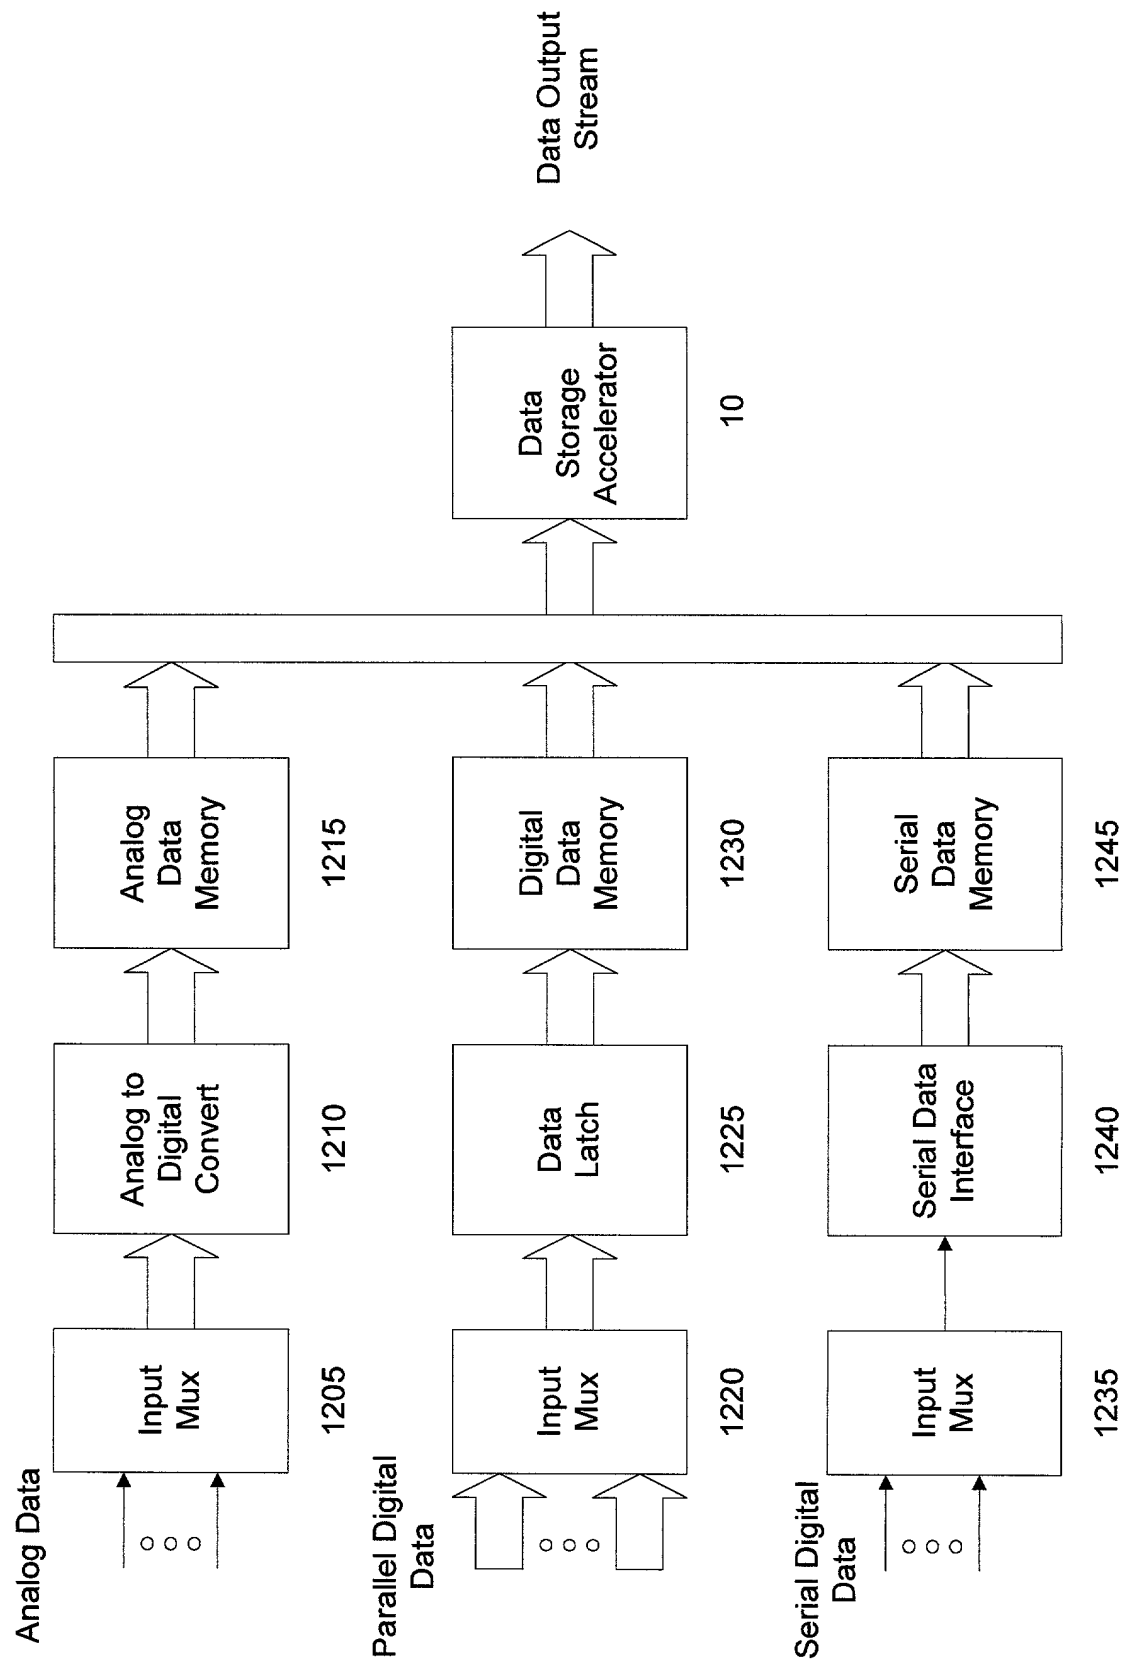 Analog Data
Input
Mux
1205
Analog to
Digital
Convert
1210
Analog
Data
Memory
1215
Parallel Digital
Data
Input
Mux
1220
Data
Latch
1225
Digital
Data
Memory
1230
Data
Storage
Accelerator
10
Data Output
Stream
Serial Digital
Data
Input
Mux
1235
Serial Data
Interface
1240
Serial
Data
Memory
1245